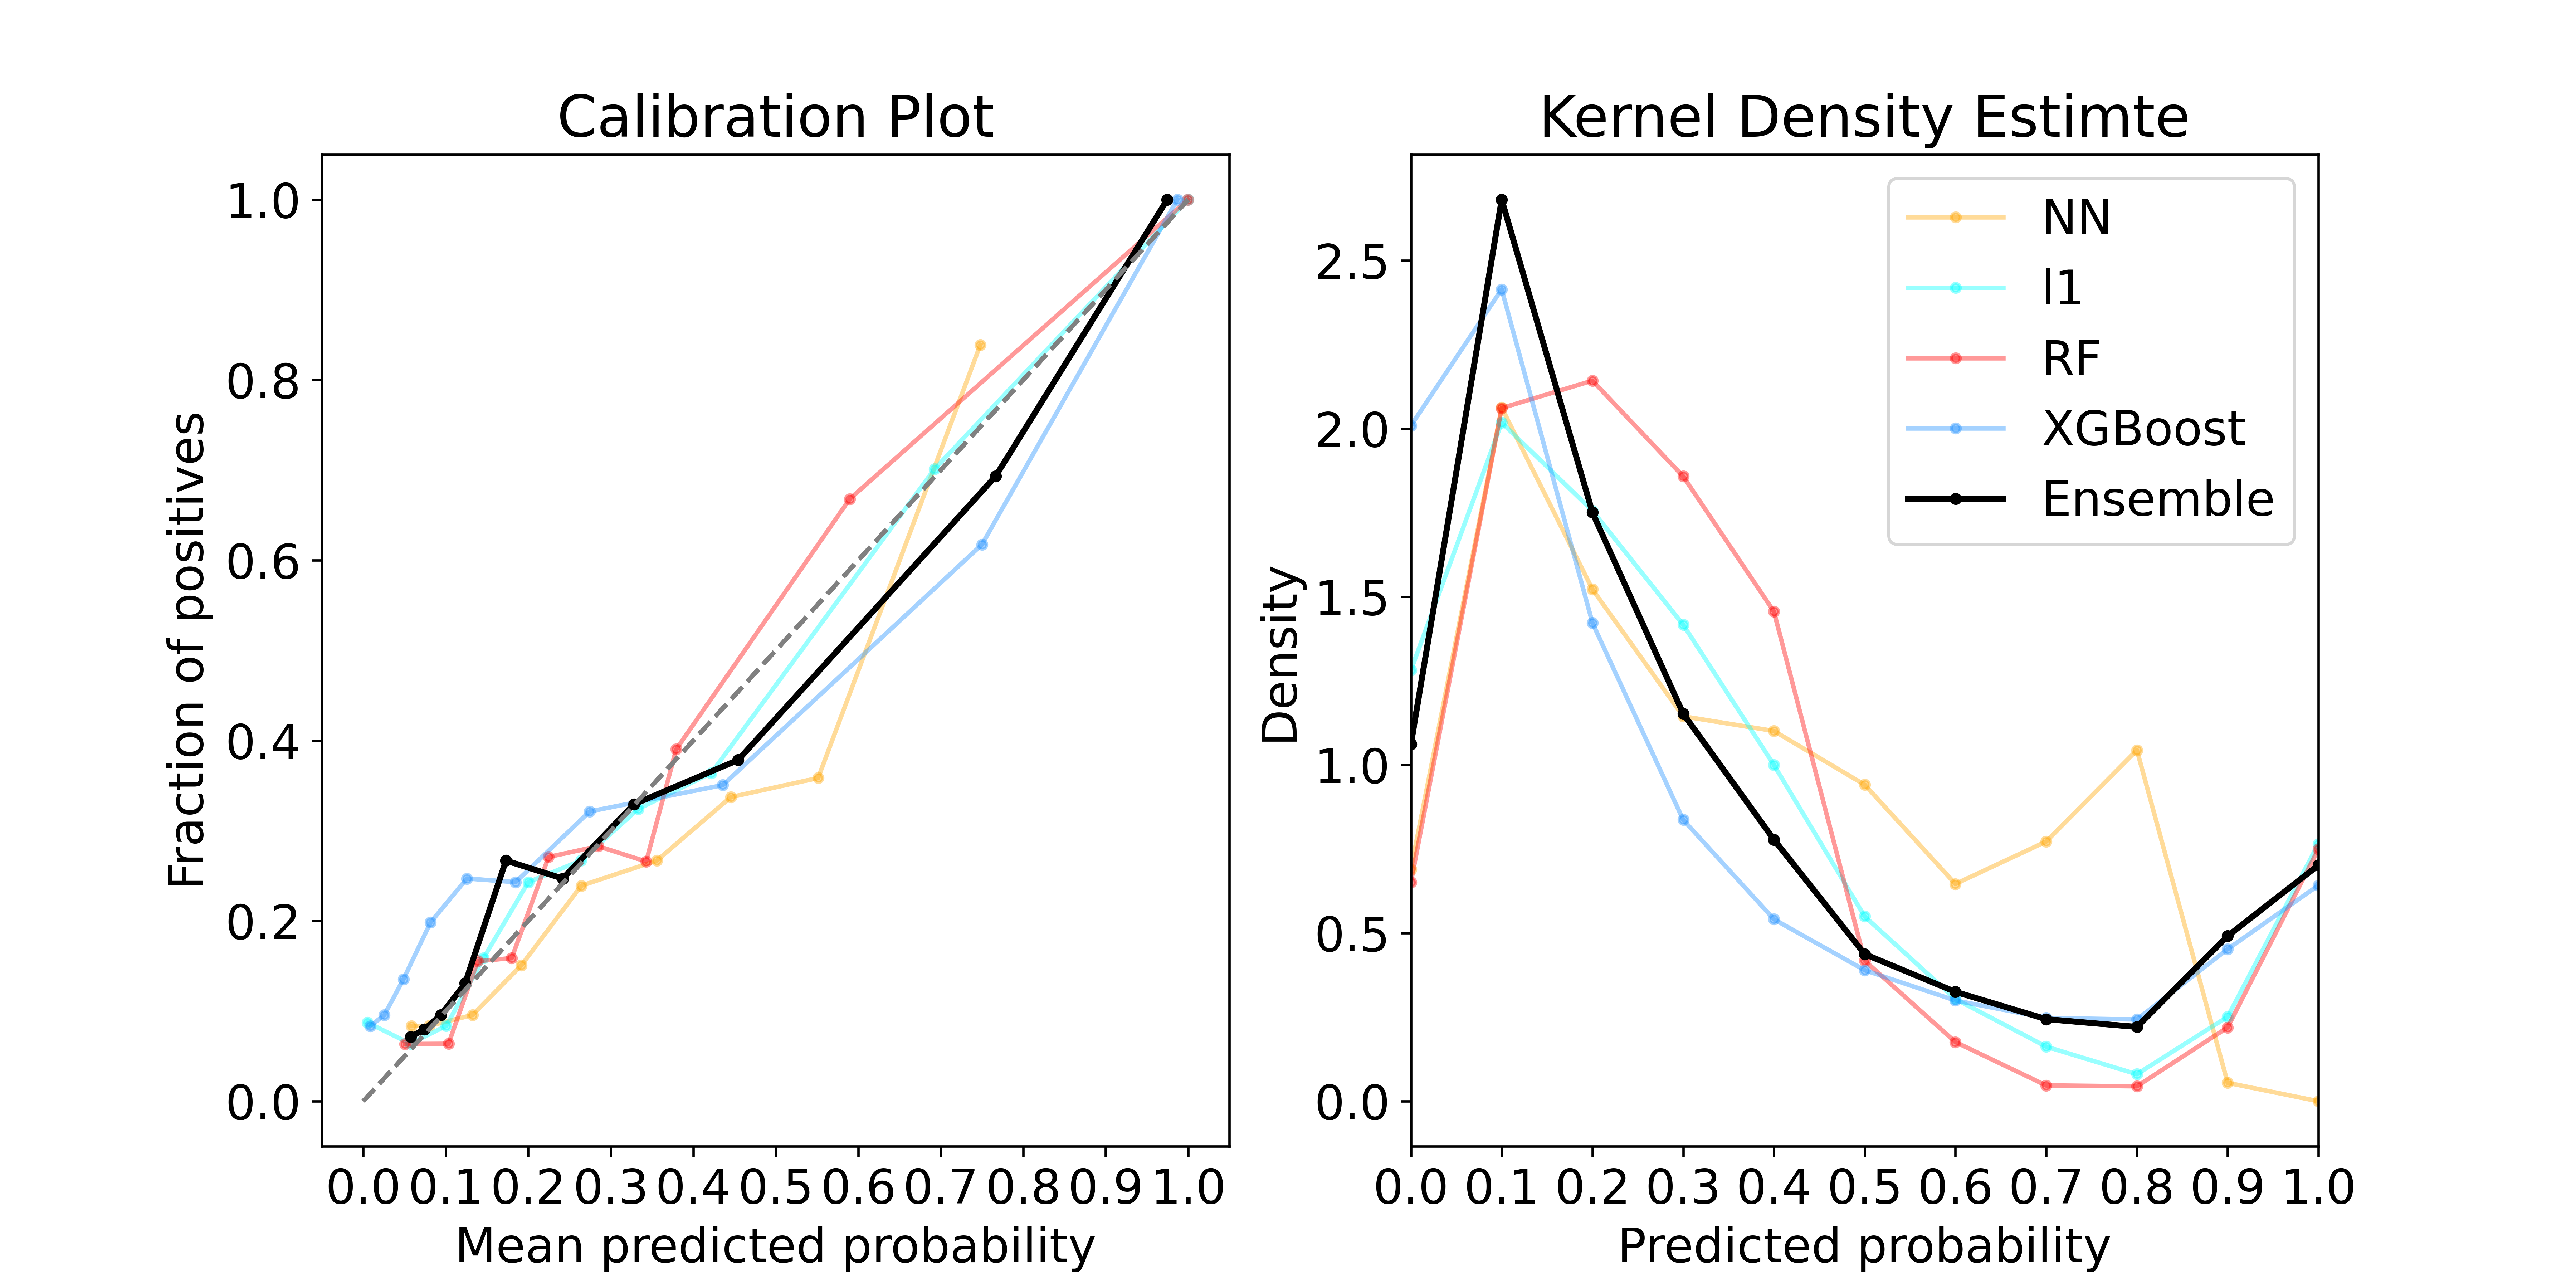 Calibration Plot
Fraction of positives
1.0
0.8
0.6
0.4
0.2
0.0
0.0 0.1 0.2 0.3 0.4 0.5 0.6 0.7 0.8 0.9 1.0
Mean predicted probability
Kernel Density Estimte
Density
2.5
2.0
1.5
1.0
0.5
0.0
NN
l1
RF
XGBoost
Ensemble
0.0 0.1 0.2 0.3 0.4 0.5 0.6 0.7 0.8 0.9 1.0
Predicted probability